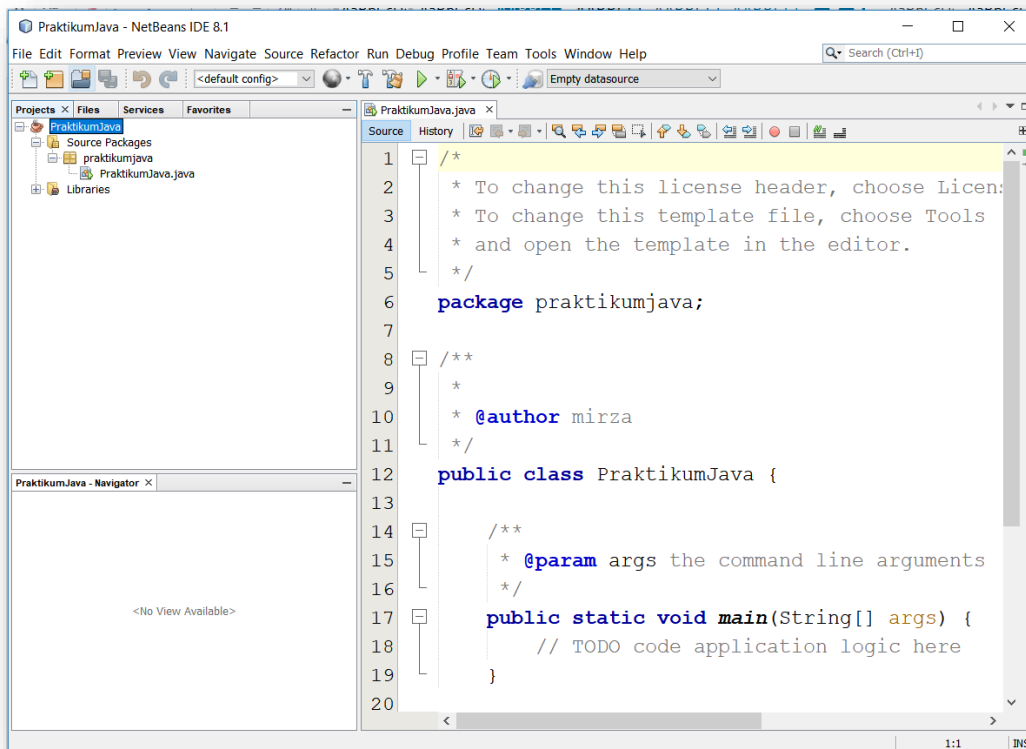 PraktikumJava - NetBeans IDE 8.1
File Edit Format Preview View Navigate Source Refactor Run Debug Profile Team Tools Window Help
Search (Ctrl+I)
<default config>
Empty datasource
Projects Files Services Favorites
PraktikumJava
Source Packages
praktikumjava
PraktikumJava.java
Libraries
PraktikumJava - Navigator
<No View Available>
PraktikumJava.java
Source History
1 /*
2 * To change this license header, choose Licens
3 * To change this template file, choose Tools
4 * and open the template in the editor.
5 */
6 package praktikumjava;
7
8 /**
9 *
10 * @author mirza
11 */
12 public class PraktikumJava {
13
14 /**
15 * @param args the command line arguments
16 */
17 public static void main(String[] args) {
18 // TODO code application logic here
19 }
20
1:1 INS